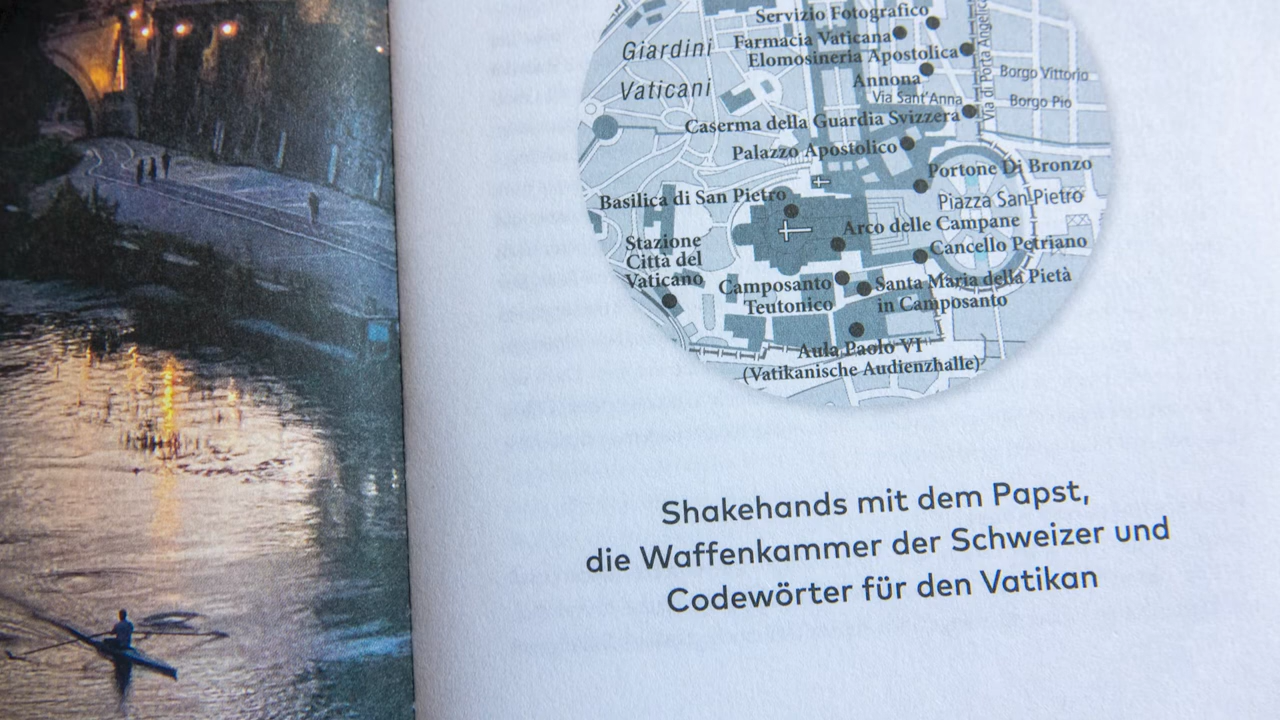 Servizio Fotografico
Giardini
Vaticani
Farmacia Vaticana
Elomosineria Apostolica
Annona
Via Sant'Anna
Via di Porta Angelica
Borgo Vittorio
Borgo Pio
Caserma della Guardia Svizzera
Palazzo Apostolico
Portone Di Bronzo
Basilica di San Pietro
Piazza San Pietro
Arco delle Campane
Stazione
Città del
Vaticano
Cancello Petriano
Camposanto
Teutonico
Santa Maria della Pietà
in Camposanto
Aula Paolo VI
(Vatikanische Audienzhalle)
Shakehands mit dem Papst,
die Waffenkammer der Schweizer und
Codewörter für den Vatikan